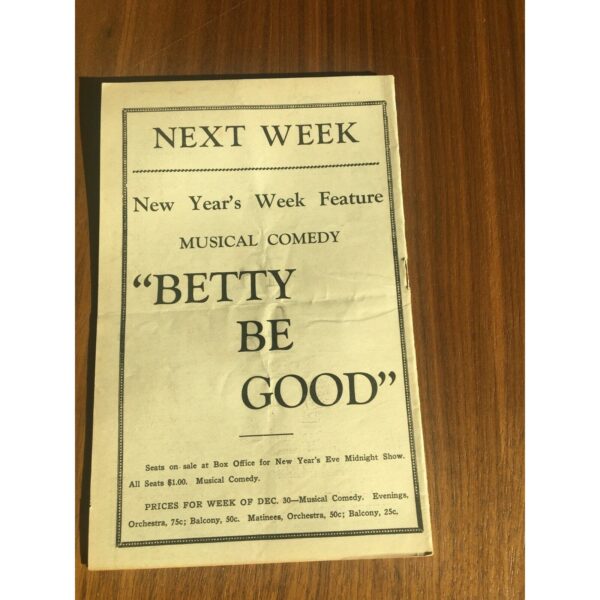 NEXT WEEK
New Year's Week Feature
MUSICAL COMEDY
"BETTY
BE
GOOD"
Seats on sale at Box Office for New Year's Eve Midnight Show.
All Seats $1.00. Musical Comedy.
PRICES FOR WEEK OF DEC. 30—Musical Comedy. Evenings,
Orchestra, 75c; Balcony, 50c. Matinees, Orchestra, 50c; Balcony, 25c.